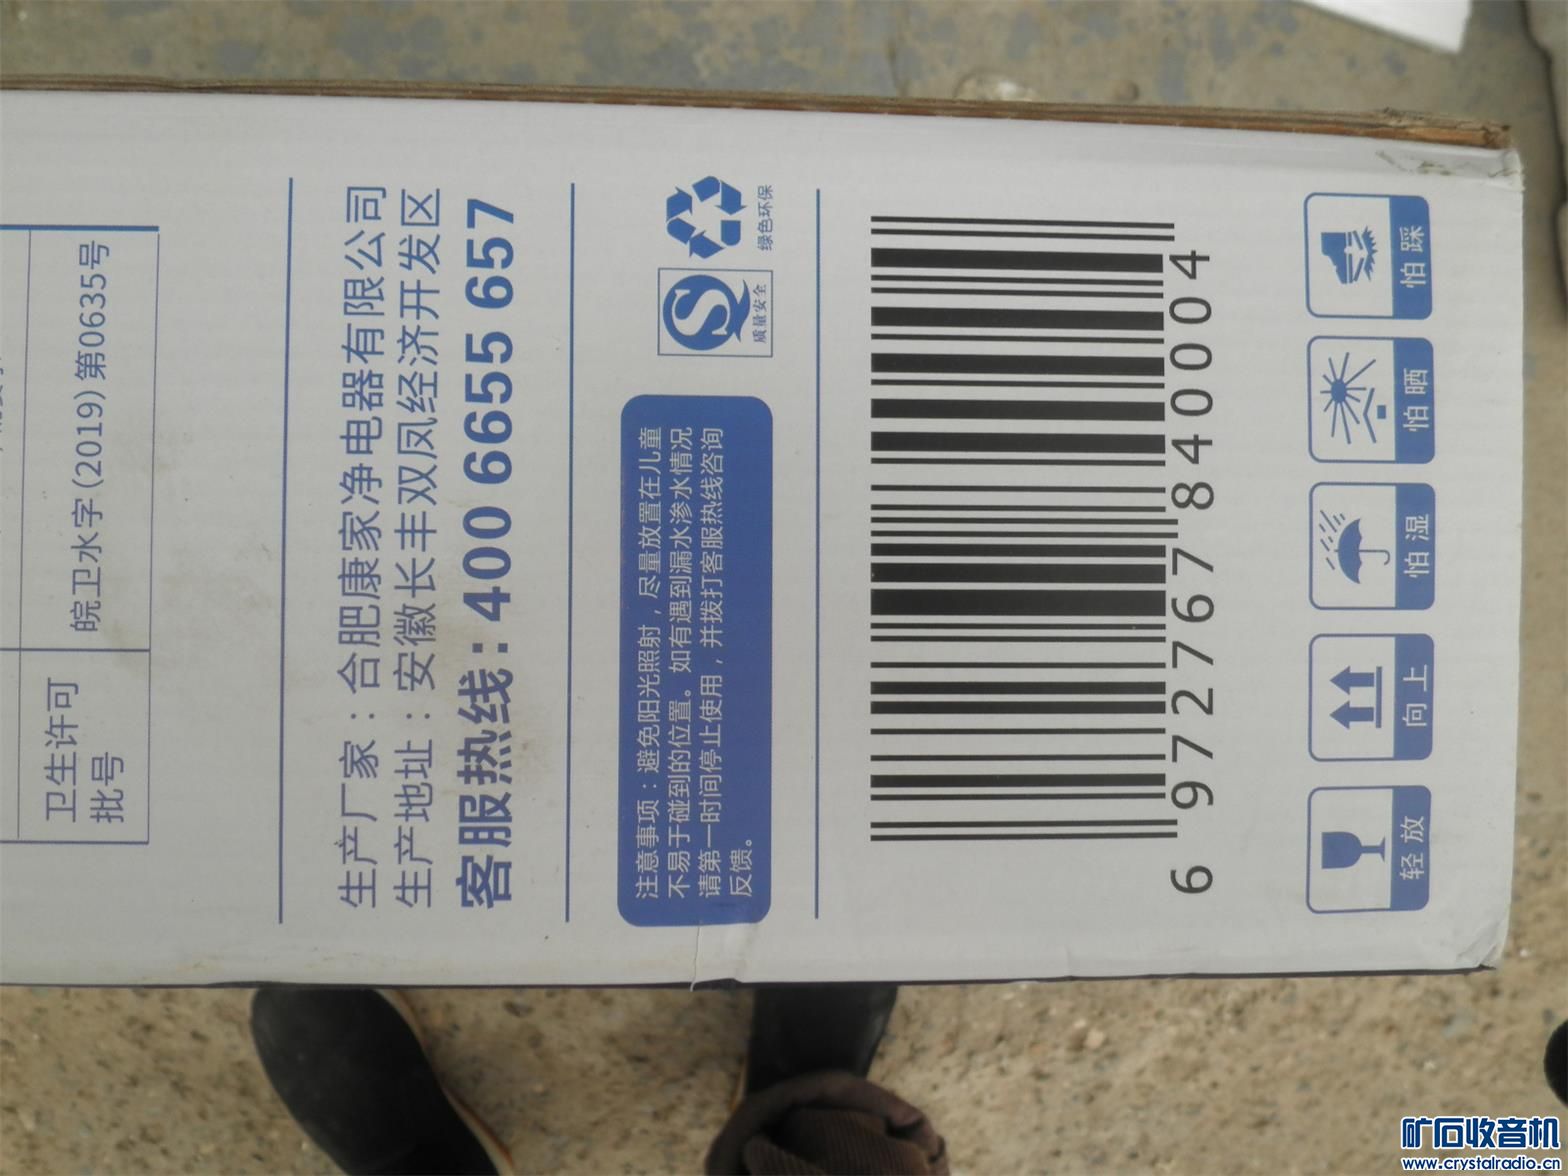 卫生许可
批号
皖卫水字(2019)第0635号
生产厂家：合肥康家净电器有限公司
生产地址：安徽长丰双凤经济开发区
客服热线：400 6655 657
绿色环保
质量安全
注意事项：避免阳光照射，尽量放置在儿童
不易于碰到的位置。如有遇到漏水渗水情况
请第一时间停止使用，并拨打客服热线咨询
反馈。
6 972767 840004
轻放
向上
怕湿
怕晒
怕踩
矿石收音机
www.crystalradio.cn